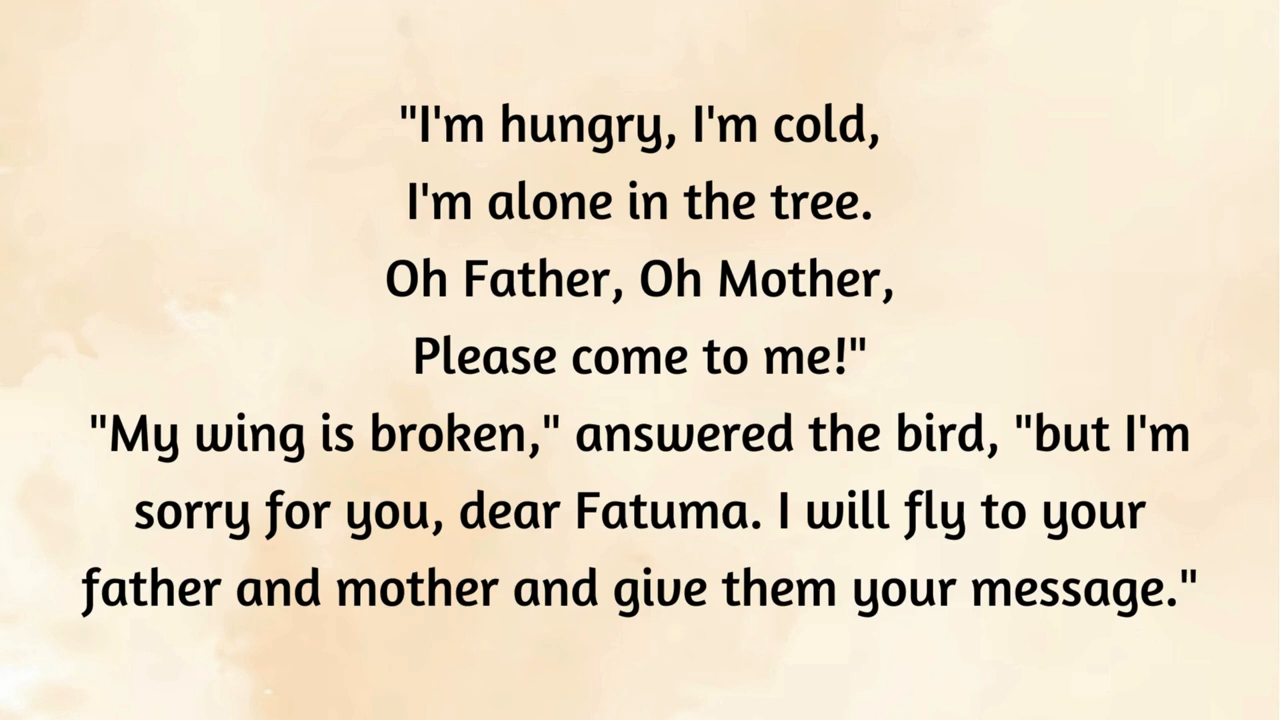 "I'm hungry, I'm cold,
I'm alone in the tree.
Oh Father, Oh Mother,
Please come to me!"
"My wing is broken," answered the bird, "but I'm
sorry for you, dear Fatuma. I will fly to your
father and mother and give them your message."